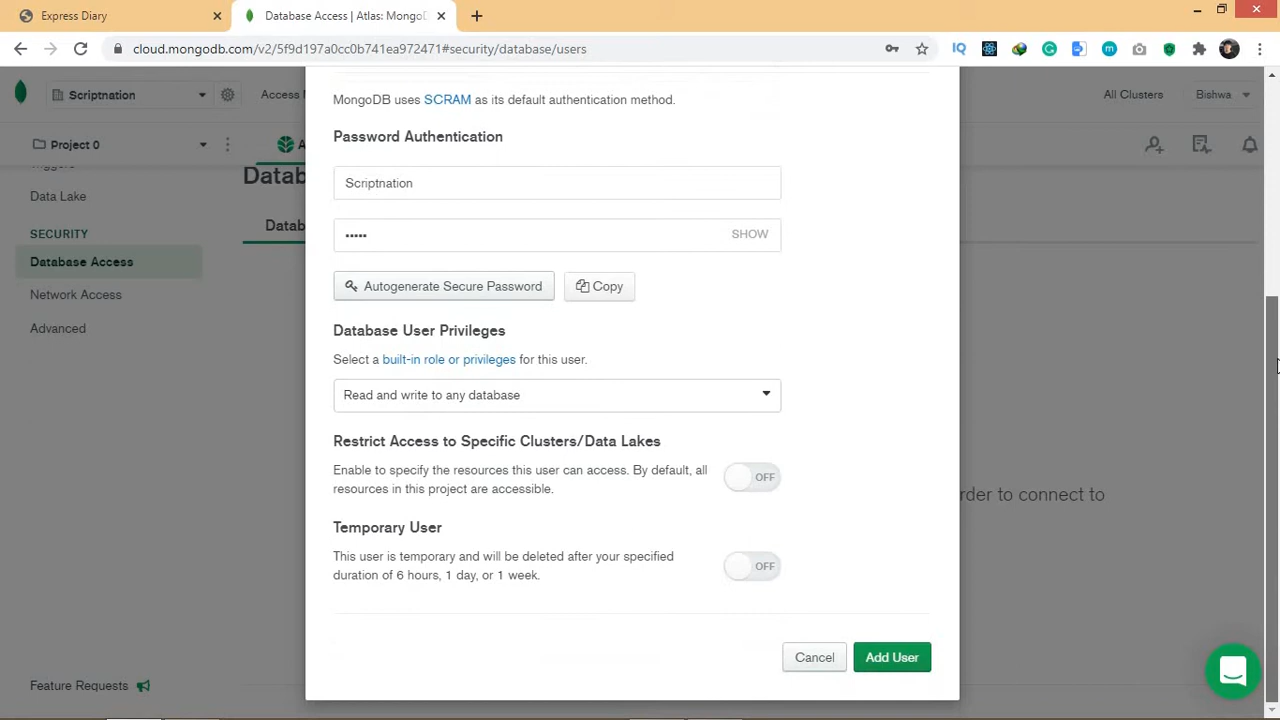 Express Diary
Database Access | Atlas: MongoD
cloud.mongodb.com/v2/5f9d197a0cc0b741ea972471#security/database/users
Scriptnation
Access
All Clusters
Bishwa
Project 0
Triggers
Data Lake
SECURITY
Database Access
Network Access
Advanced
Feature Requests
Datab
Datab
MongoDB uses SCRAM as its default authentication method.
Password Authentication
Scriptnation
•••••
SHOW
Autogenerate Secure Password
Copy
Database User Privileges
Select a built-in role or privileges for this user.
Read and write to any database
Restrict Access to Specific Clusters/Data Lakes
Enable to specify the resources this user can access. By default, all
resources in this project are accessible.
OFF
Temporary User
This user is temporary and will be deleted after your specified
duration of 6 hours, 1 day, or 1 week.
OFF
Cancel
Add User
order to connect to